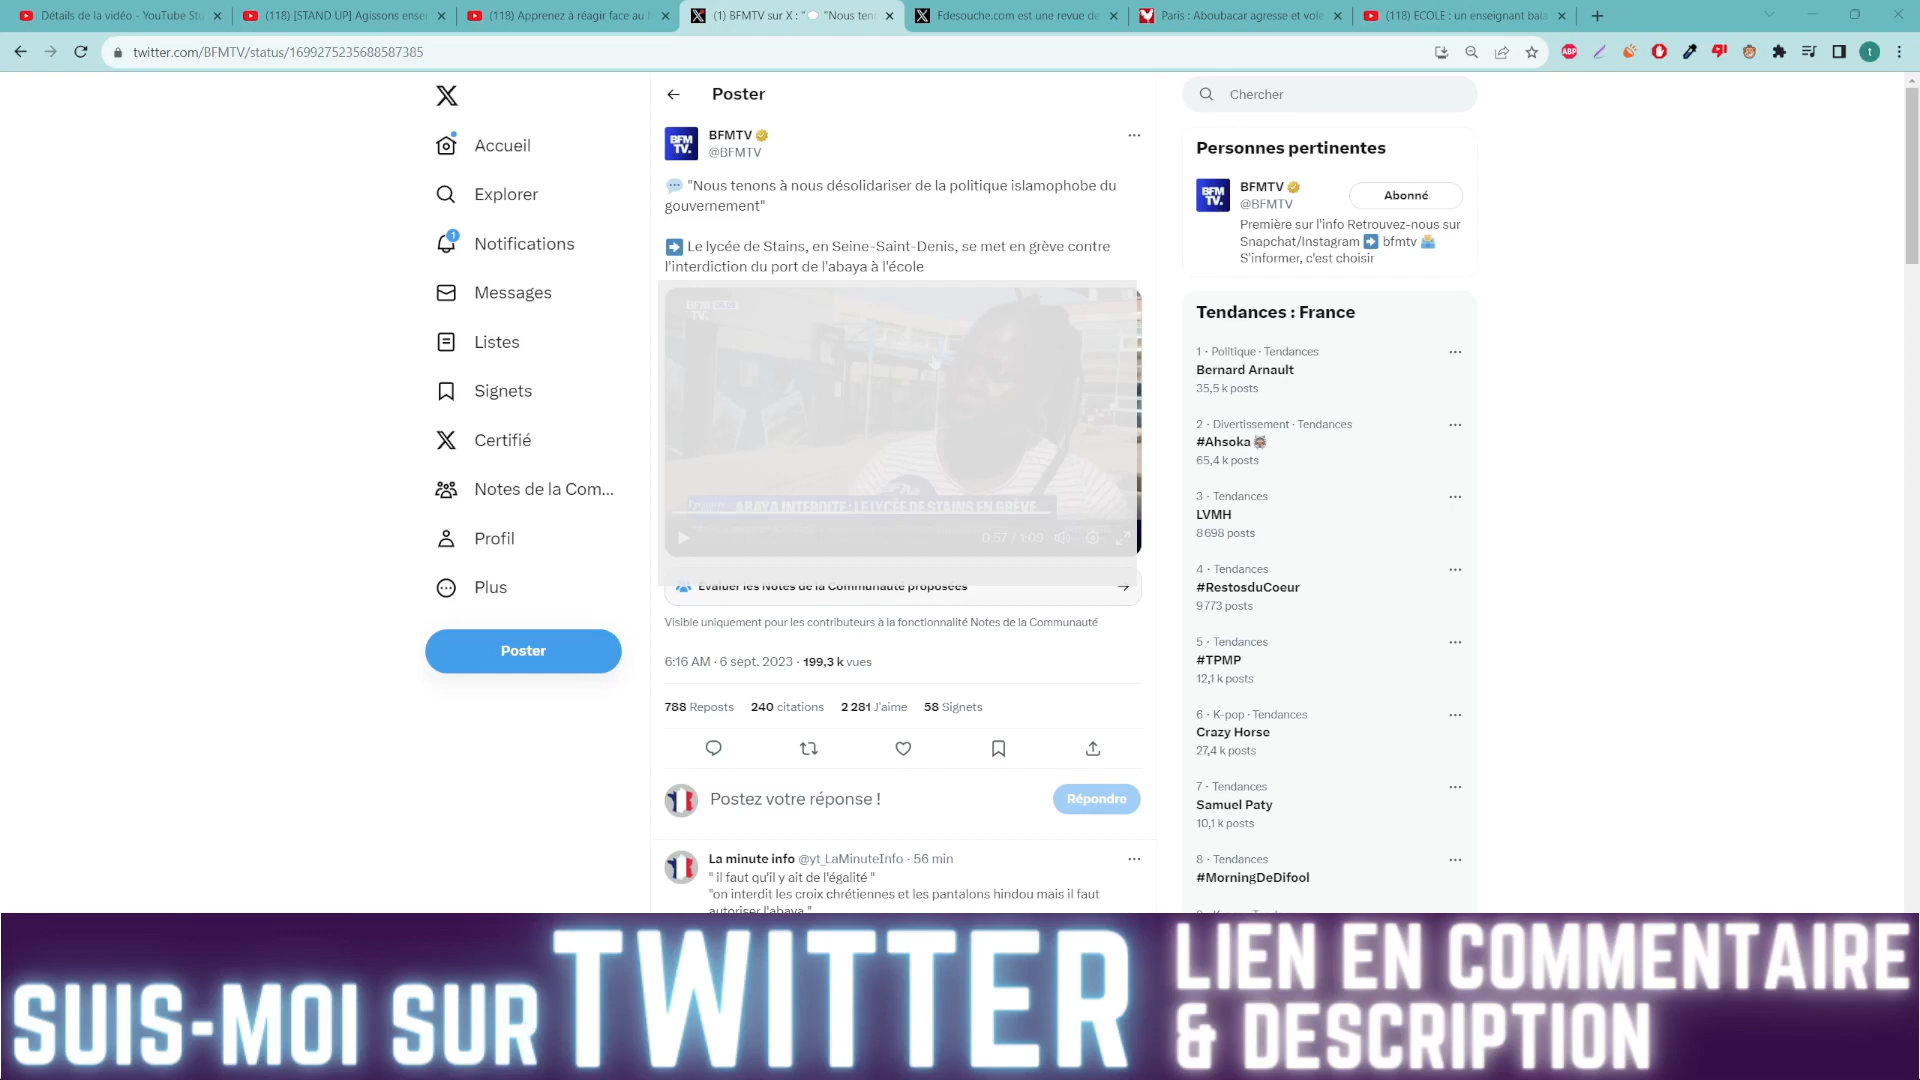 Détails de la vidéo - YouTube Stu
(118) [STAND UP] Agissons ense
(118) Apprenez à réagir face au h
(1) BFMTV sur X : "💬 "Nous ten
Fdesouche.com est une revue de
Paris : Aboubacar agresse et vole
(118) ECOLE : un enseignant bala
twitter.com/BFMTV/status/1699275235688587385
ABP
t
Accueil
Explorer
1
Notifications
Messages
Listes
Signets
Certifié
Notes de la Com...
Profil
Plus
Poster
Poster
BFM TV.
BFMTV
@BFMTV
💬 "Nous tenons à nous désolidariser de la politique islamophobe du
gouvernement"
➡️ Le lycée de Stains, en Seine-Saint-Denis, se met en grève contre
l'interdiction du port de l'abaya à l'école
ABAYA INTERDITE : LE LYCÉE DE STAINS EN GRÈVE
0:57 / 1:09
Évaluer les Notes de la Communauté proposées
Visible uniquement pour les contributeurs à la fonctionnalité Notes de la Communauté
6:16 AM · 6 sept. 2023 · 199,3 k vues
788 Reposts 240 citations 2 281 J'aime 58 Signets
Postez votre réponse !
Répondre
La minute info @yt_LaMinuteInfo · 56 min
" il faut qu'il y ait de l'égalité "
"on interdit les croix chrétiennes et les pantalons hindou mais il faut
autoriser l'abaya "
Chercher
Personnes pertinentes
BFM TV.
BFMTV
@BFMTV
Abonné
Première sur l'info Retrouvez-nous sur
Snapchat/Instagram ➡️ bfmtv 📩
S'informer, c'est choisir
Tendances : France
1 · Politique · Tendances
Bernard Arnault
35,5 k posts
2 · Divertissement · Tendances
#Ahsoka
65,4 k posts
3 · Tendances
LVMH
8 698 posts
4 · Tendances
#RestosduCoeur
9 773 posts
5 · Tendances
#TPMP
12,1 k posts
6 · K-pop · Tendances
Crazy Horse
27,4 k posts
7 · Tendances
Samuel Paty
10,1 k posts
8 · Tendances
#MorningDeDifool
SUIS-MOI SUR TWITTER
LIEN EN COMMENTAIRE
& DESCRIPTION